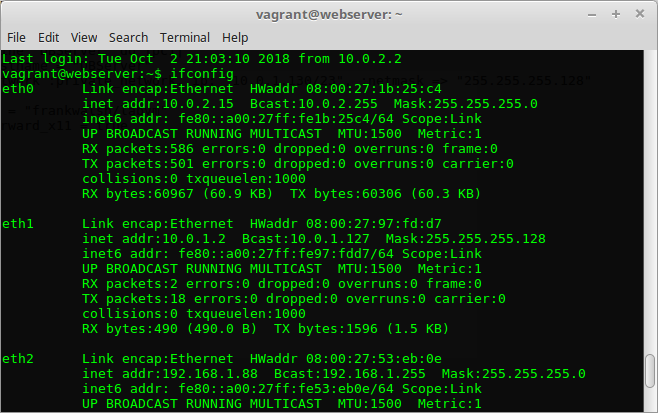 vagrant@webserver: ~
File Edit View Search Terminal Help
Last login: Tue Oct  2 21:03:10 2018 from 10.0.2.2
vagrant@webserver:~$ ifconfig
"255.255.255.128"
eth0      Link encap:Ethernet  HWaddr 08:00:27:1b:25:c4
          inet addr:10.0.2.15  Bcast:10.0.2.255  Mask:255.255.255.0
          inet6 addr: fe80::a00:27ff:fe1b:25c4/64 Scope:Link
          UP BROADCAST RUNNING MULTICAST  MTU:1500  Metric:1
          RX packets:586 errors:0 dropped:0 overruns:0 frame:0
          TX packets:501 errors:0 dropped:0 overruns:0 carrier:0
          collisions:0 txqueuelen:1000
          RX bytes:60967 (60.9 KB)  TX bytes:60306 (60.3 KB)
eth1      Link encap:Ethernet  HWaddr 08:00:27:97:fd:d7
          inet addr:10.0.1.2  Bcast:10.0.1.127  Mask:255.255.255.128
          inet6 addr: fe80::a00:27ff:fe97:fdd7/64 Scope:Link
          UP BROADCAST RUNNING MULTICAST  MTU:1500  Metric:1
          RX packets:2 errors:0 dropped:0 overruns:0 frame:0
          TX packets:18 errors:0 dropped:0 overruns:0 carrier:0
          collisions:0 txqueuelen:1000
          RX bytes:490 (490.0 B)  TX bytes:1596 (1.5 KB)
eth2      Link encap:Ethernet  HWaddr 08:00:27:53:eb:0e
          inet addr:192.168.1.88  Bcast:192.168.1.255  Mask:255.255.255.0
          inet6 addr: fe80::a00:27ff:fe53:eb0e/64 Scope:Link
          UP BROADCAST RUNNING MULTICAST  MTU:1500  Metric:1